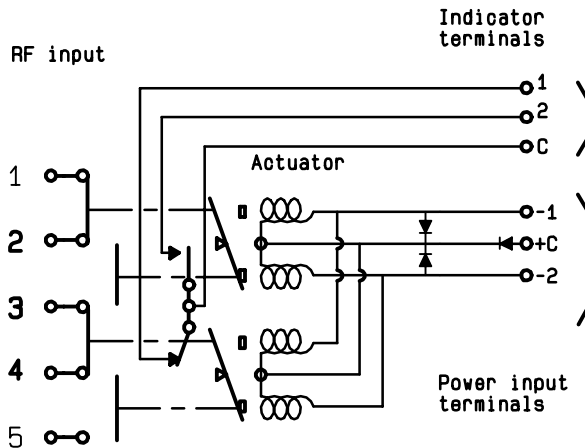 Indicator
terminals
RF input
1
2
C
Actuator
1
2
3
4
5
-1
+C
-2
Power input
terminals